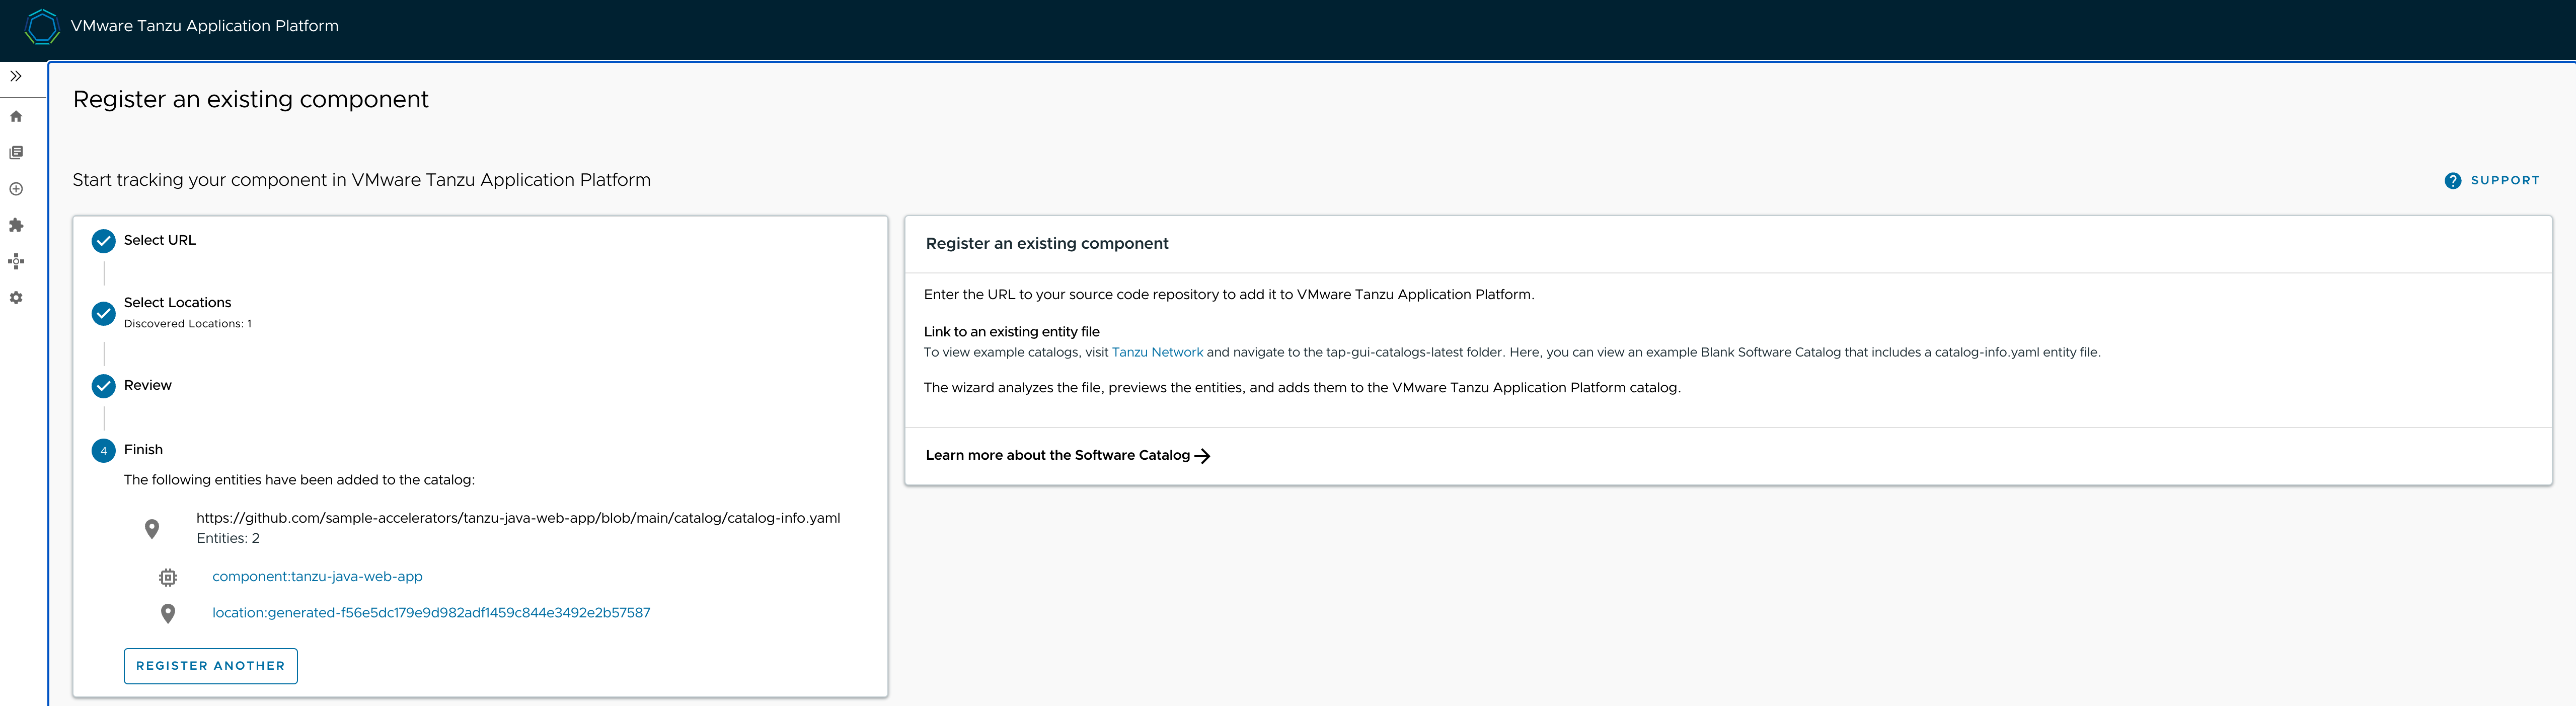 VMware Tanzu Application Platform
Register an existing component
Start tracking your component in VMware Tanzu Application Platform
SUPPORT
Select URL
Select Locations
Discovered Locations: 1
Review
4 Finish
The following entities have been added to the catalog:
https://github.com/sample-accelerators/tanzu-java-web-app/blob/main/catalog/catalog-info.yaml
Entities: 2
component:tanzu-java-web-app
location:generated-f56e5dc179e9d982adf1459c844e3492e2b57587
REGISTER ANOTHER
Register an existing component
Enter the URL to your source code repository to add it to VMware Tanzu Application Platform.
Link to an existing entity file
To view example catalogs, visit Tanzu Network and navigate to the tap-gui-catalogs-latest folder. Here, you can view an example Blank Software Catalog that includes a catalog-info.yaml entity file.
The wizard analyzes the file, previews the entities, and adds them to the VMware Tanzu Application Platform catalog.
Learn more about the Software Catalog